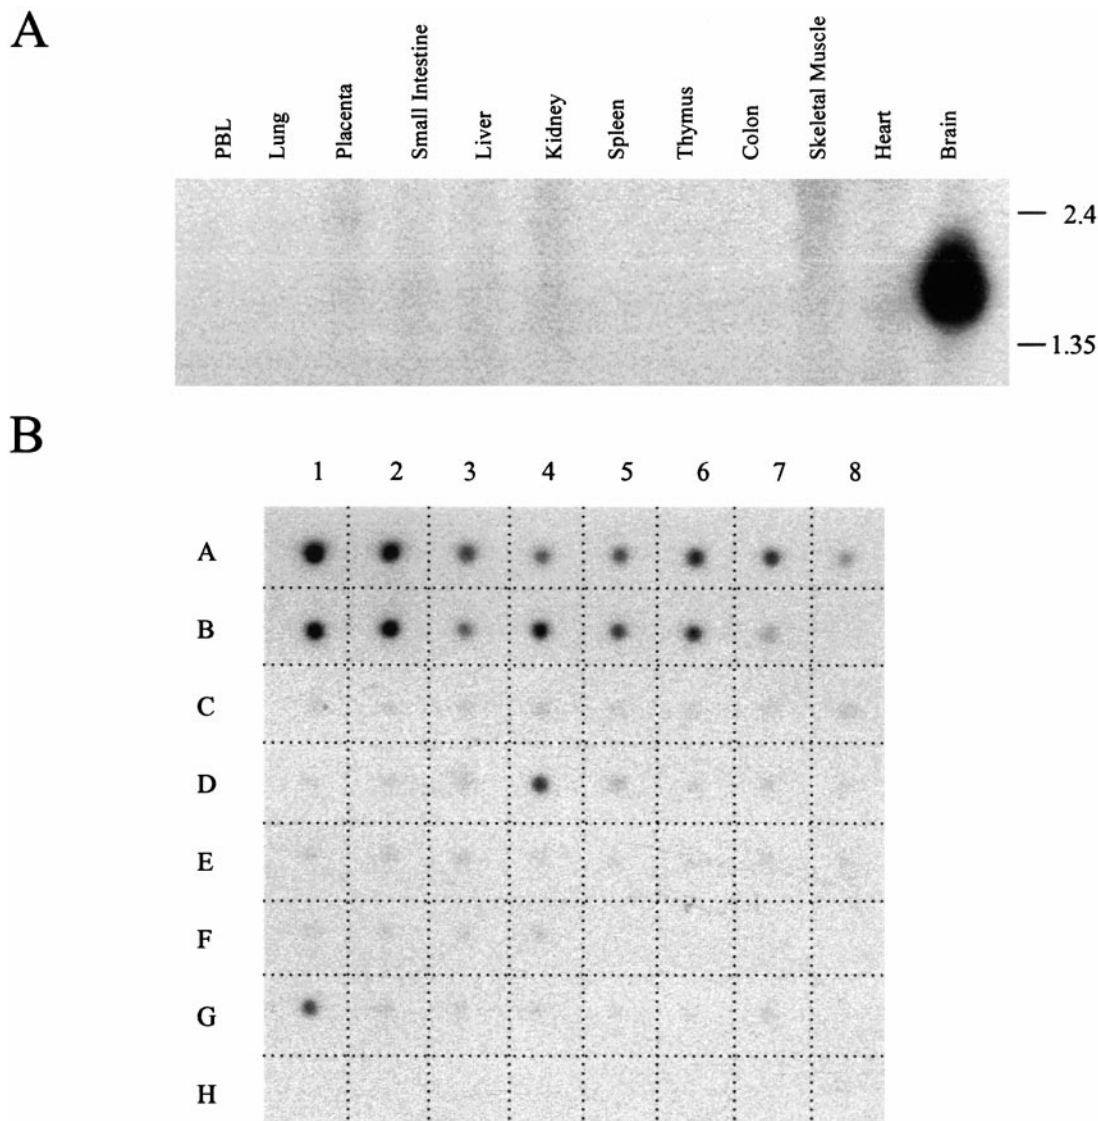 A
PBL
Lung
Placenta
Small Intestine
Liver
Kidney
Spleen
Thymus
Colon
Skeletal Muscle
Heart
Brain
2.4
1.35
B
1 2 3 4 5 6 7 8
A
B
C
D
E
F
G
H